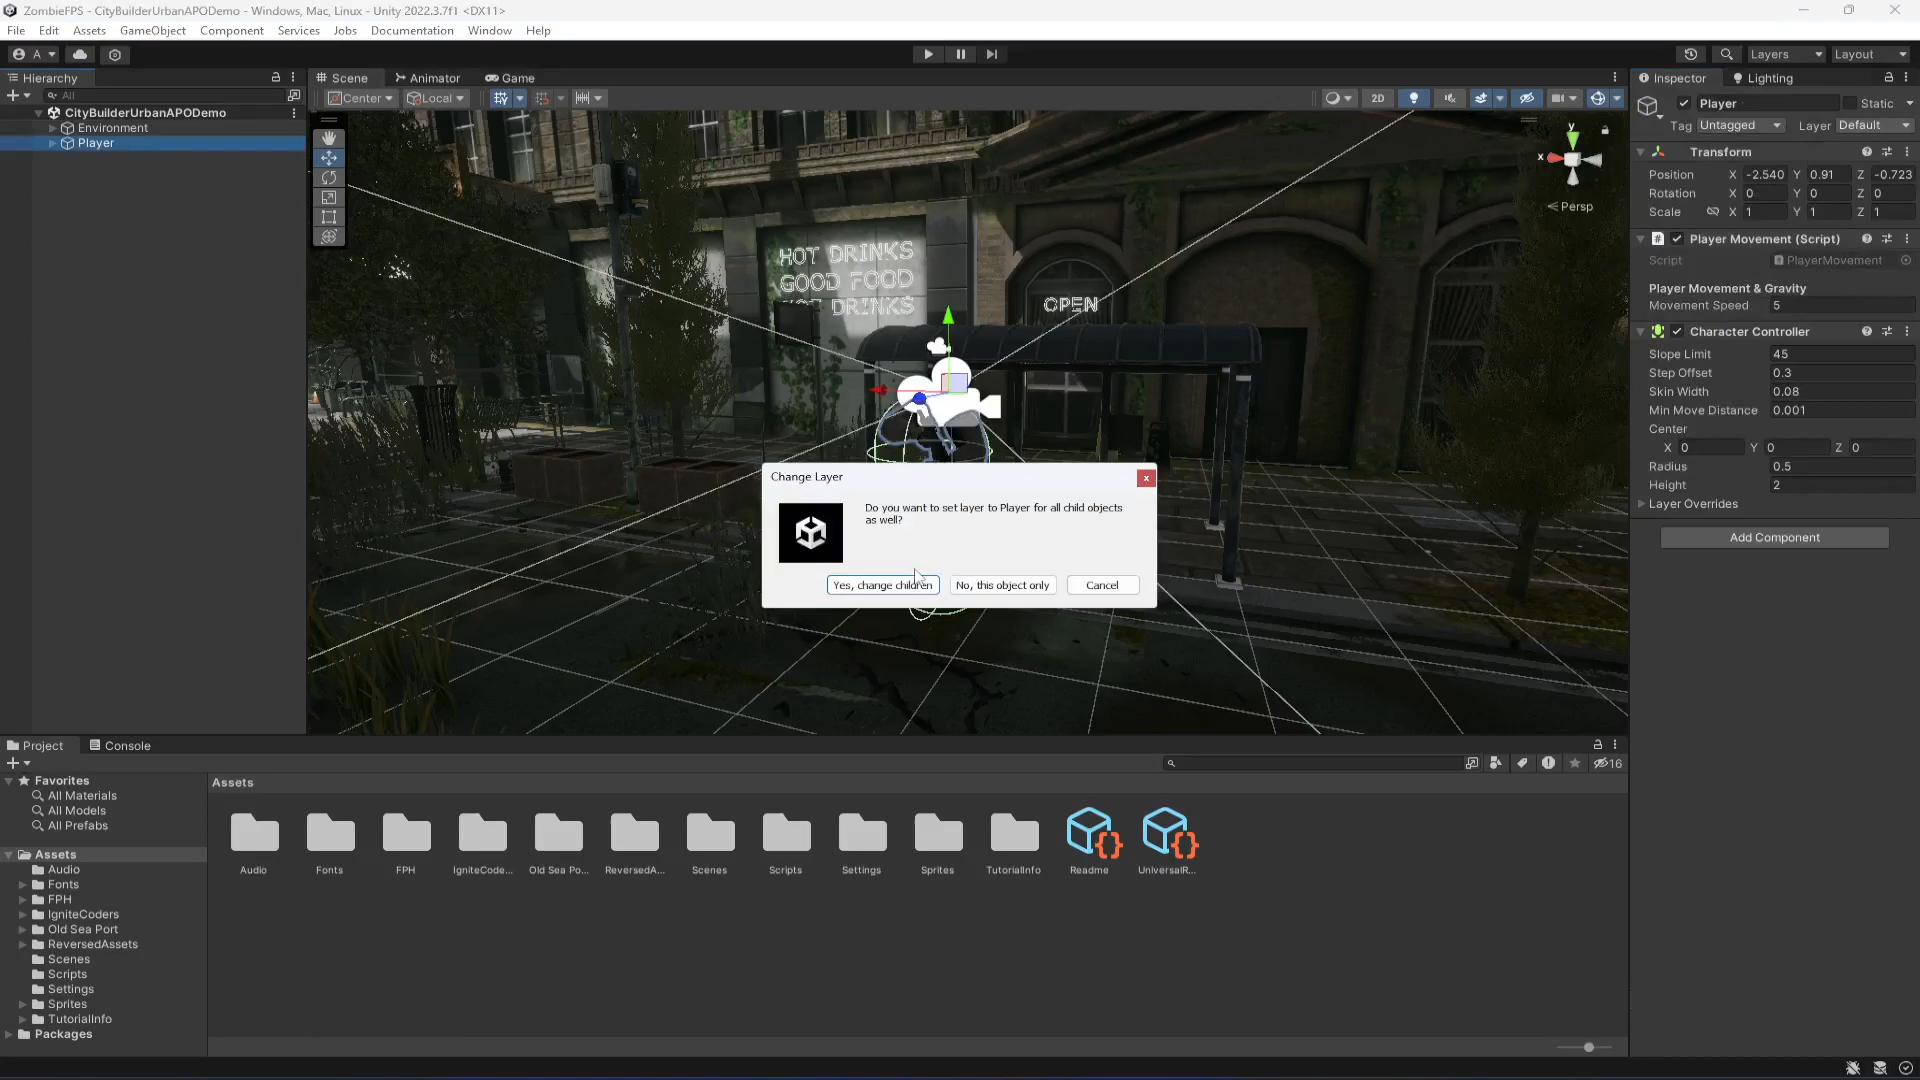 ZombieFPS - CityBuilderUrbanAPODemo - Windows, Mac, Linux - Unity 2022.3.7f1 <DX11>
File Edit Assets GameObject Component Services Jobs Documentation Window Help
A
Layers
Layout
Hierarchy
All
CityBuilderUrbanAPODemo
Environment
Player
Scene Animator Game
Center Local
2D
HOT DRINKS
GOOD FOOD
HOT DRINKS
OPEN
y
x
Persp
Change Layer
x
Do you want to set layer to Player for all child objects
as well?
Yes, change children
No, this object only
Cancel
Inspector Lighting
Player
Static
Tag Untagged Layer Default
Transform
Position X -2.540 Y 0.91 Z -0.723
Rotation X 0 Y 0 Z 0
Scale X 1 Y 1 Z 1
# Player Movement (Script)
Script PlayerMovement
Player Movement & Gravity
Movement Speed 5
Character Controller
Slope Limit 45
Step Offset 0.3
Skin Width 0.08
Min Move Distance 0.001
Center
X 0 Y 0 Z 0
Radius 0.5
Height 2
Layer Overrides
Add Component
Project Console
16
Favorites
All Materials
All Models
All Prefabs
Assets
Audio
Fonts
FPH
IgniteCoders
Old Sea Port
ReversedAssets
Scenes
Scripts
Settings
Sprites
TutorialInfo
Packages
Assets
Audio
Fonts
FPH
IgniteCode...
Old Sea Po...
ReversedA...
Scenes
Scripts
Settings
Sprites
TutorialInfo
Readme
UniversalR...